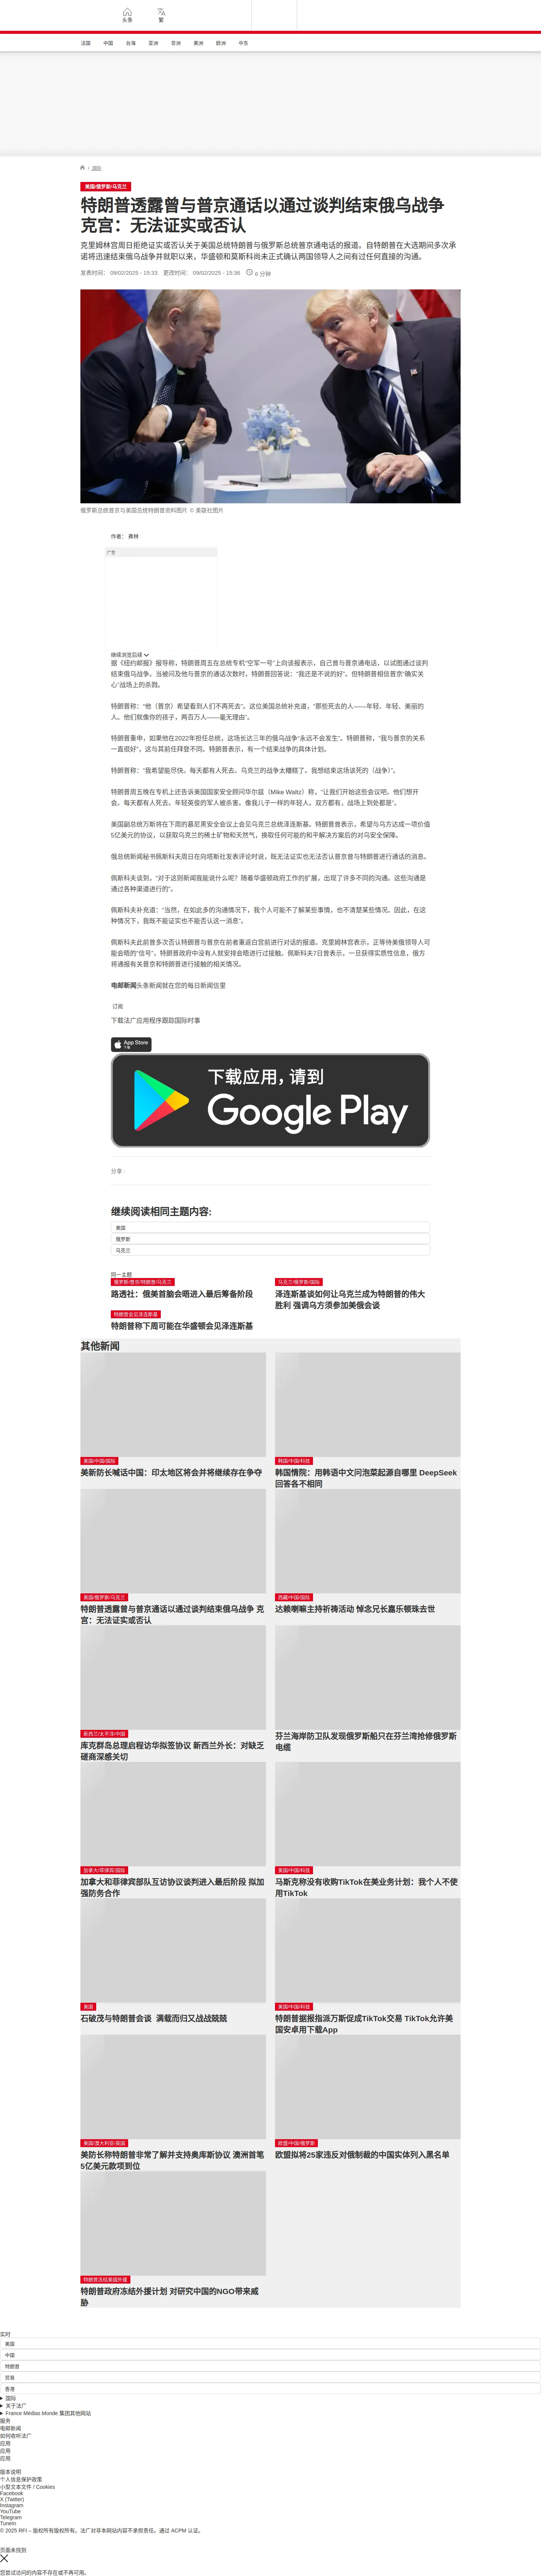 头条
繁
法国
中国
台海
亚洲
非洲
美洲
欧洲
中东
/ 国际
美国/俄罗斯/乌克兰
特朗普透露曾与普京通话以通过谈判结束俄乌战争
克宫：无法证实或否认
克里姆林宫周日拒绝证实或否认关于美国总统特朗普与俄罗斯总统普京通电话的报道。自特朗普在大选期间多次承
诺将迅速结束俄乌战争并就职以来，华盛顿和莫斯科尚未正式确认两国领导人之间有过任何直接的沟通。
发表时间： 09/02/2025 - 15:33 更改时间： 09/02/2025 - 15:36 6 分钟
俄罗斯总统普京与美国总统特朗普资料图片 © 美联社图片
作者： 弗林
广告
继续浏览后续
据《纽约邮报》报导称，特朗普周五在总统专机“空军一号”上向该报表示，自己曾与普京通电话，以试图通过谈判
结束俄乌战争。当被问及他与普京的通话次数时，特朗普回答说：“我还是不说的好”。但特朗普相信普京“确实关
心”战场上的杀戮。
特朗普称：“他（普京）希望看到人们不再死去”。这位美国总统补充道，“那些死去的人——年轻、年轻、美丽的
人。他们就像你的孩子，两百万人——毫无理由”。
特朗普重申，如果他在2022年担任总统，这场长达三年的俄乌战争“永远不会发生”。特朗普称，“我与普京的关系
一直很好”，这与其前任拜登不同。特朗普表示，有一个结束战争的具体计划。
特朗普称：“我希望能尽快。每天都有人死去。乌克兰的战争太糟糕了。我想结束这场该死的（战争）”。
特朗普周五晚在专机上还告诉美国国家安全顾问华尔兹（Mike Waltz）称，“让我们开始这些会议吧。他们想开
会。每天都有人死去。年轻英俊的军人被杀害。像我儿子一样的年轻人。双方都有，战场上到处都是”。
美国副总统万斯将在下周的慕尼黑安全会议上会见乌克兰总统泽连斯基。特朗普曾表示，希望与乌方达成一项价值
5亿美元的协议，以获取乌克兰的稀土矿物和天然气，换取任何可能的和平解决方案后的对乌安全保障。
俄总统新闻秘书佩斯科夫周日在向塔斯社发表评论时说，既无法证实也无法否认普京曾与特朗普进行通话的消息。
佩斯科夫谈到，“对于这则新闻我能说什么呢？随着华盛顿政府工作的扩展，出现了许多不同的沟通。这些沟通是
通过各种渠道进行的”。
佩斯科夫补充道：“当然，在如此多的沟通情况下，我个人可能不了解某些事情，也不清楚某些情况。因此，在这
种情况下，我既不能证实也不能否认这一消息”。
佩斯科夫此前曾多次否认特朗普与普京在前者重返白宫前进行对话的报道。克里姆林宫表示，正等待美俄领导人可
能会晤的“信号”，特朗普政府中没有人就安排会晤进行过接触。佩斯科夫7日曾表示，一旦获得实质性信息，俄方
将通报有关普京和特朗普进行接触的相关情况。
电邮新闻头条新闻就在您的每日新闻信里
订阅
下载法广应用程序跟踪国际时事
App Store
下载
下载应用，请到
Google Play
分享 :
继续阅读相同主题内容:
美国
俄罗斯
乌克兰
同一主题
俄罗斯/普京/特朗普/乌克兰
路透社：俄美首脑会晤进入最后筹备阶段
乌克兰/俄罗斯/国际
泽连斯基谈如何让乌克兰成为特朗普的伟大
胜利 强调乌方须参加美俄会谈
特朗普会见泽连斯基
特朗普称下周可能在华盛顿会见泽连斯基
其他新闻
美国/中国/国际
美新防长喊话中国：印太地区将会并将继续存在争夺
韩国/中国/科技
韩国情院：用韩语中文问泡菜起源自哪里 DeepSeek
回答各不相同
美国/俄罗斯/乌克兰
特朗普透露曾与普京通话以通过谈判结束俄乌战争 克
宫：无法证实或否认
西藏/中国/国际
达赖喇嘛主持祈祷活动 悼念兄长嘉乐顿珠去世
新西兰/太平洋/中国
库克群岛总理启程访华拟签协议 新西兰外长：对缺乏
磋商深感关切
芬兰海岸防卫队发现俄罗斯船只在芬兰湾抢修俄罗斯
电缆
加拿大/菲律宾/国际
加拿大和菲律宾部队互访协议谈判进入最后阶段 拟加
强防务合作
美国/中国/科技
马斯克称没有收购TikTok在美业务计划：我个人不使
用TikTok
美国
石破茂与特朗普会谈 满载而归又战战兢兢
美国/中国/科技
特朗普据报指派万斯促成TikTok交易 TikTok允许美
国安卓用下载App
美国/澳大利亚/英国
美防长称特朗普非常了解并支持奥库斯协议 澳洲首笔
5亿美元款项到位
欧盟/中国/俄罗斯
欧盟拟将25家违反对俄制裁的中国实体列入黑名单
特朗普冻结美国外援
特朗普政府冻结外援计划 对研究中国的NGO带来威
胁
实时
美国
中国
特朗普
贸易
香港
国际
关于法广
France Médias Monde 集团其他网站
服务
电邮新闻
如何收听法广
应用
应用
应用
版本说明
个人信息保护政策
小型文本文件 / Cookies
Facebook
X (Twitter)
Instagram
YouTube
Telegram
TuneIn
© 2025 RFI – 版权所有版权所有。法广对非本网站内容不承担责任。通过 ACPM 认证。
页面未找到
您尝试访问的内容不存在或不再可用。